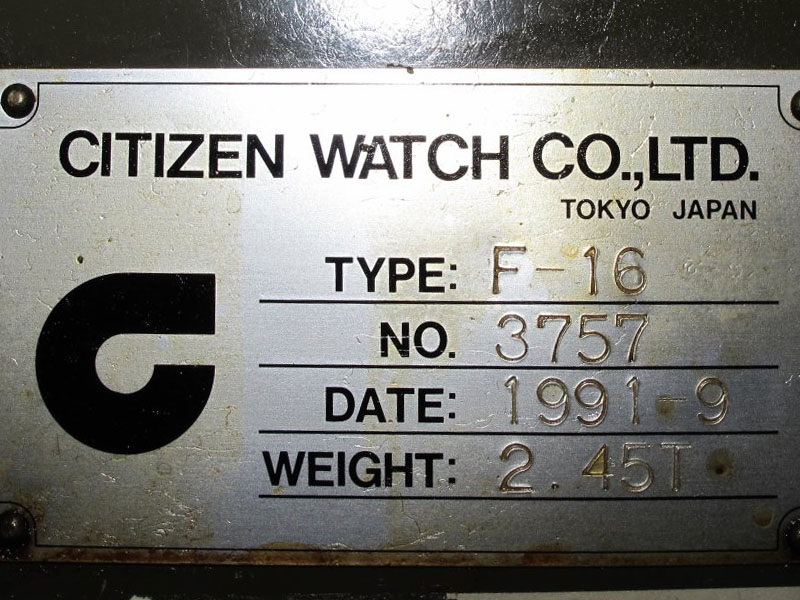 CITIZEN WATCH CO.,LTD.
TOKYO JAPAN
TYPE: F-16
NO. 3757
DATE: 1991-9
WEIGHT: 2.45T